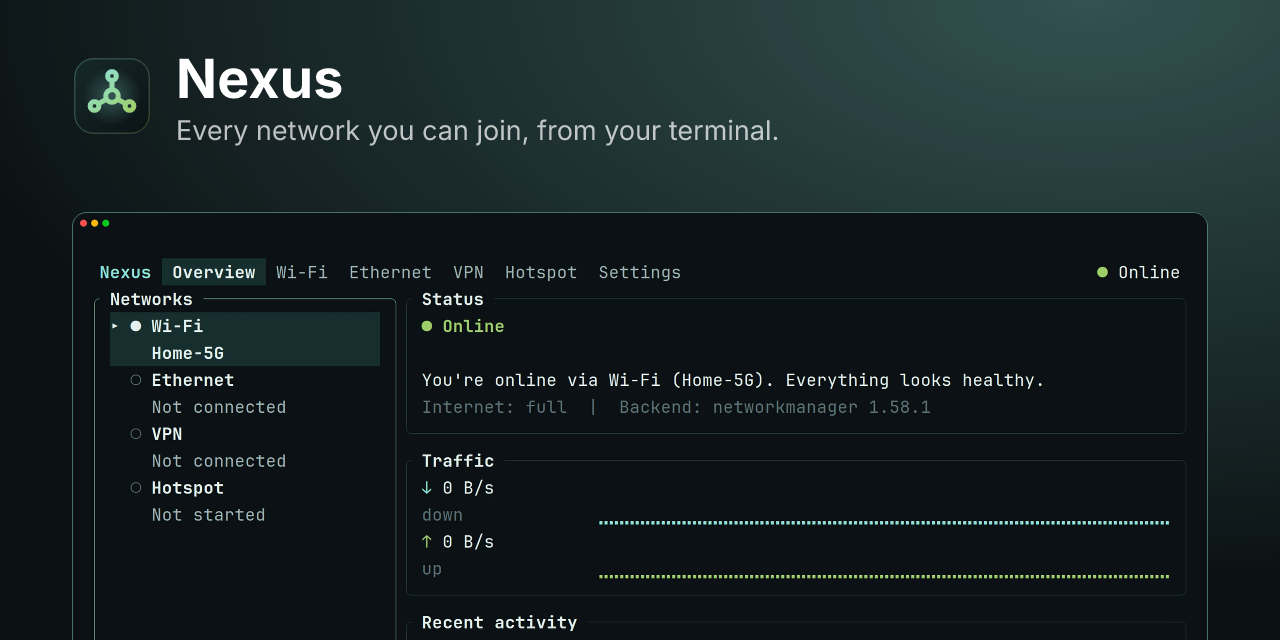 Nexus
Every network you can join, from your terminal.
Nexus Overview Wi-Fi Ethernet VPN Hotspot Settings ● Online
Networks
▸ ● Wi-Fi
Home-5G
○ Ethernet
Not connected
○ VPN
Not connected
○ Hotspot
Not started
Status
● Online
You're online via Wi-Fi (Home-5G). Everything looks healthy.
Internet: full | Backend: networkmanager 1.58.1
Traffic
↓ 0 B/s
down
↑ 0 B/s
up
Recent activity